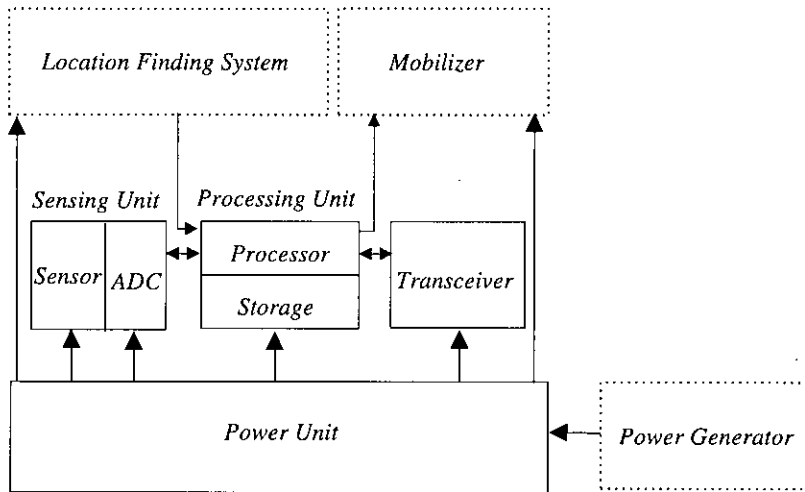 Location Finding System
Mobilizer
Sensing Unit
Processing Unit
Sensor
ADC
Processor
Storage
Transceiver
Power Unit
Power Generator